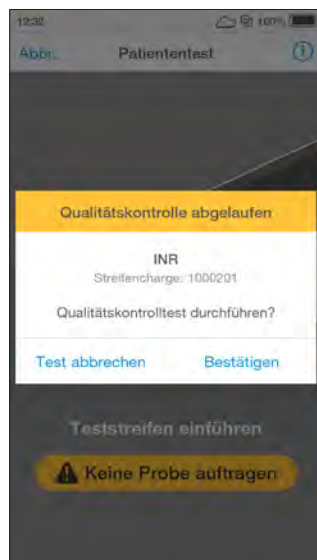 12:32 100%
Abbr. Patiententest
Qualitätskontrolle abgelaufen
INR
Streifencharge: 1000201
Qualitätskontrolltest durchführen?
Test abbrechen Bestätigen
Teststreifen einführen
Keine Probe auftragen